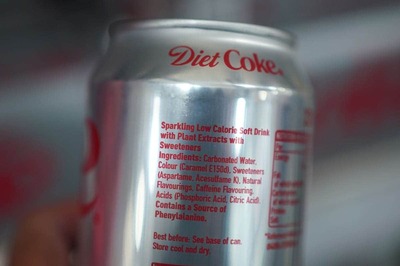 Diet Coke
Sparkling Low Calorie Soft Drink
with Plant Extracts with
Sweeteners
Ingredients: Carbonated Water,
Colour (Caramel E150d), Sweeteners
(Aspartame, Acesulfame K), Natural
Flavourings, Caffeine Flavouring,
Acids (Phosphoric Acid, Citric Acid).
Contains a Source of
Phenylalanine.
Best before: See base of can.
Store cool and dry.